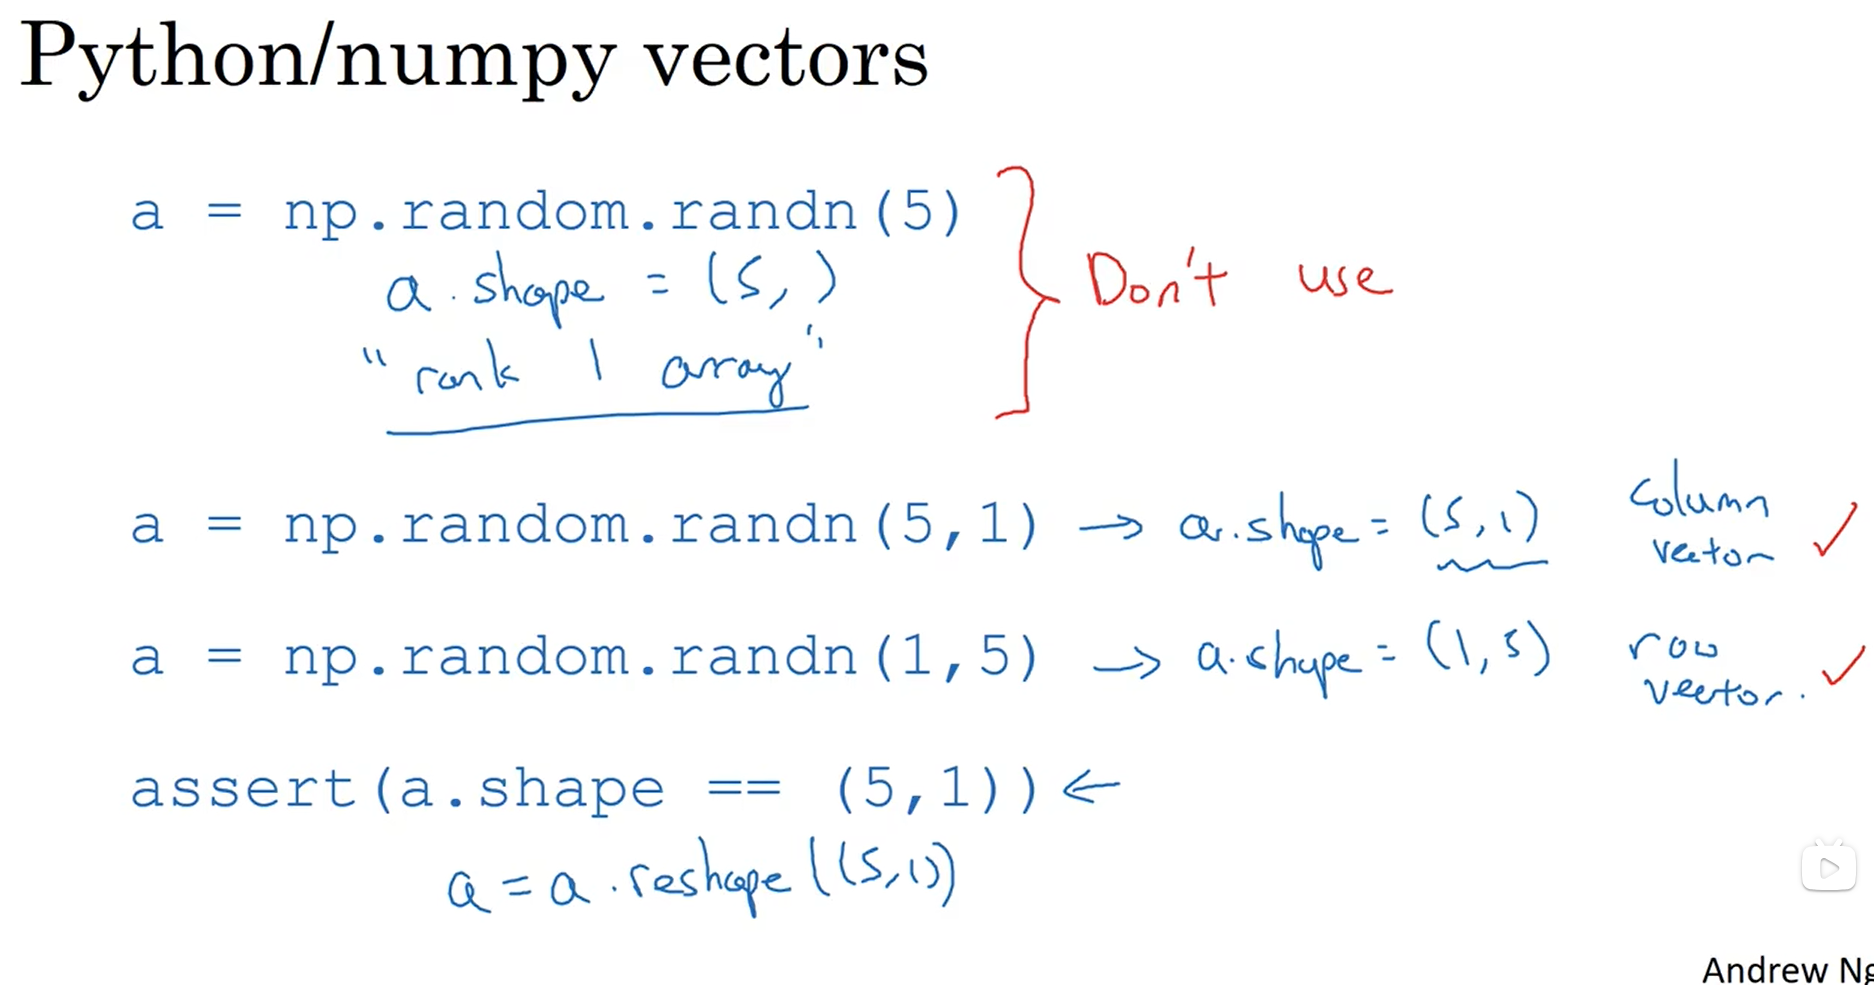 Python/numpy vectors
a = np.random.randn(5)
a.shape = (5,)
"rank 1 array"
Don't use
a = np.random.randn(5,1) → a.shape = (5,1) column vector ✓
a = np.random.randn(1,5) → a.shape = (1,5) row vector. ✓
assert(a.shape == (5,1)) ←
a = a.reshape((5,1))
Andrew Ng